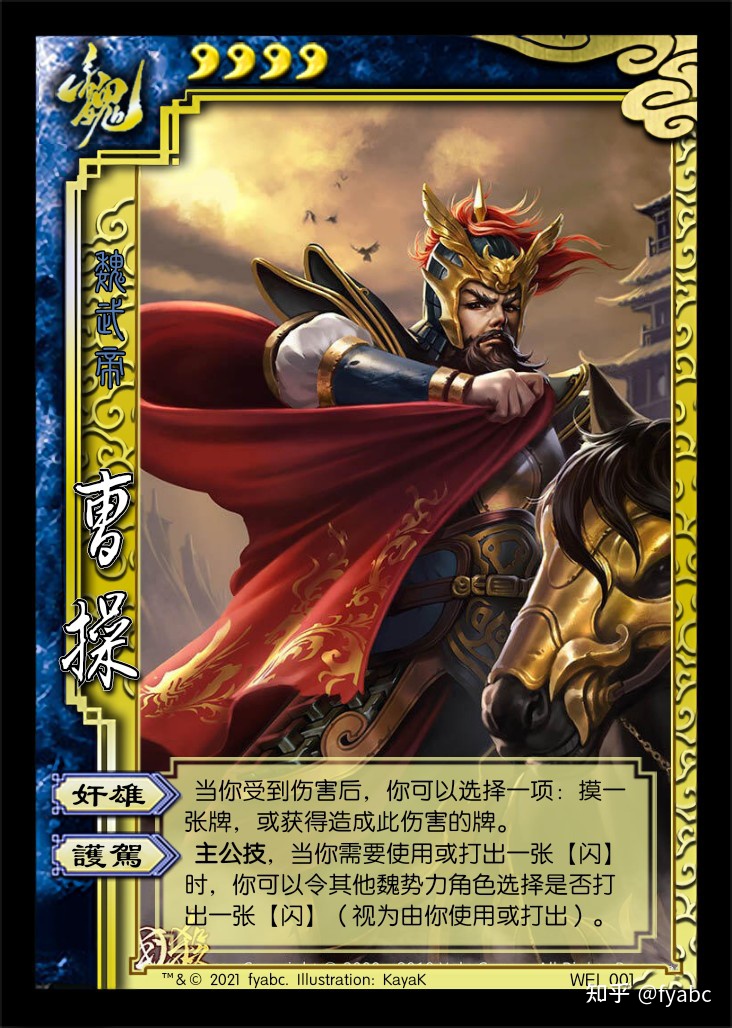 魏
魏武帝
曹操
奸雄
当你受到伤害后，你可以选择一项：摸一
张牌，或获得造成此伤害的牌。
護駕
主公技，当你需要使用或打出一张【闪】
时，你可以令其他魏势力角色选择是否打
出一张【闪】（视为由你使用或打出）。
™&© 2021 fyabc. Illustration: KayaK
WEI 001
知乎 @fyabc